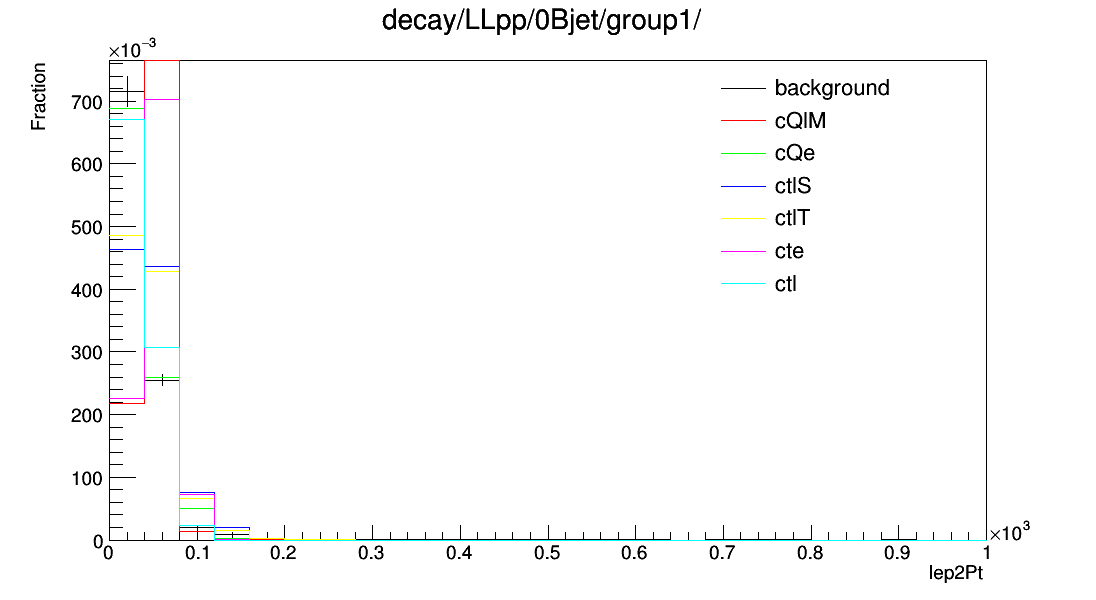 decay/LLpp/0Bjet/group1/
×10⁻³
Fraction
700
600
500
400
300
200
100
0
background
cQlM
cQe
ctlS
ctlT
cte
ctl
0 0.1 0.2 0.3 0.4 0.5 0.6 0.7 0.8 0.9 1
×10³
lep2Pt